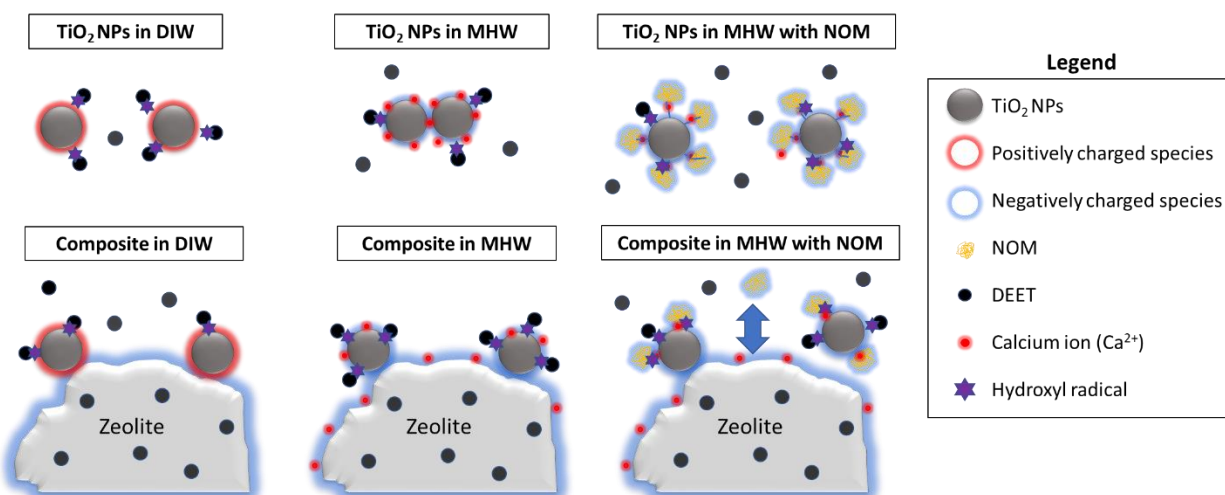 TiO₂ NPs in DIW
TiO₂ NPs in MHW
TiO₂ NPs in MHW with NOM
Composite in DIW
Composite in MHW
Composite in MHW with NOM
Zeolite
Zeolite
Zeolite
Legend
TiO₂ NPs
Positively charged species
Negatively charged species
NOM
DEET
Calcium ion (Ca²⁺)
Hydroxyl radical